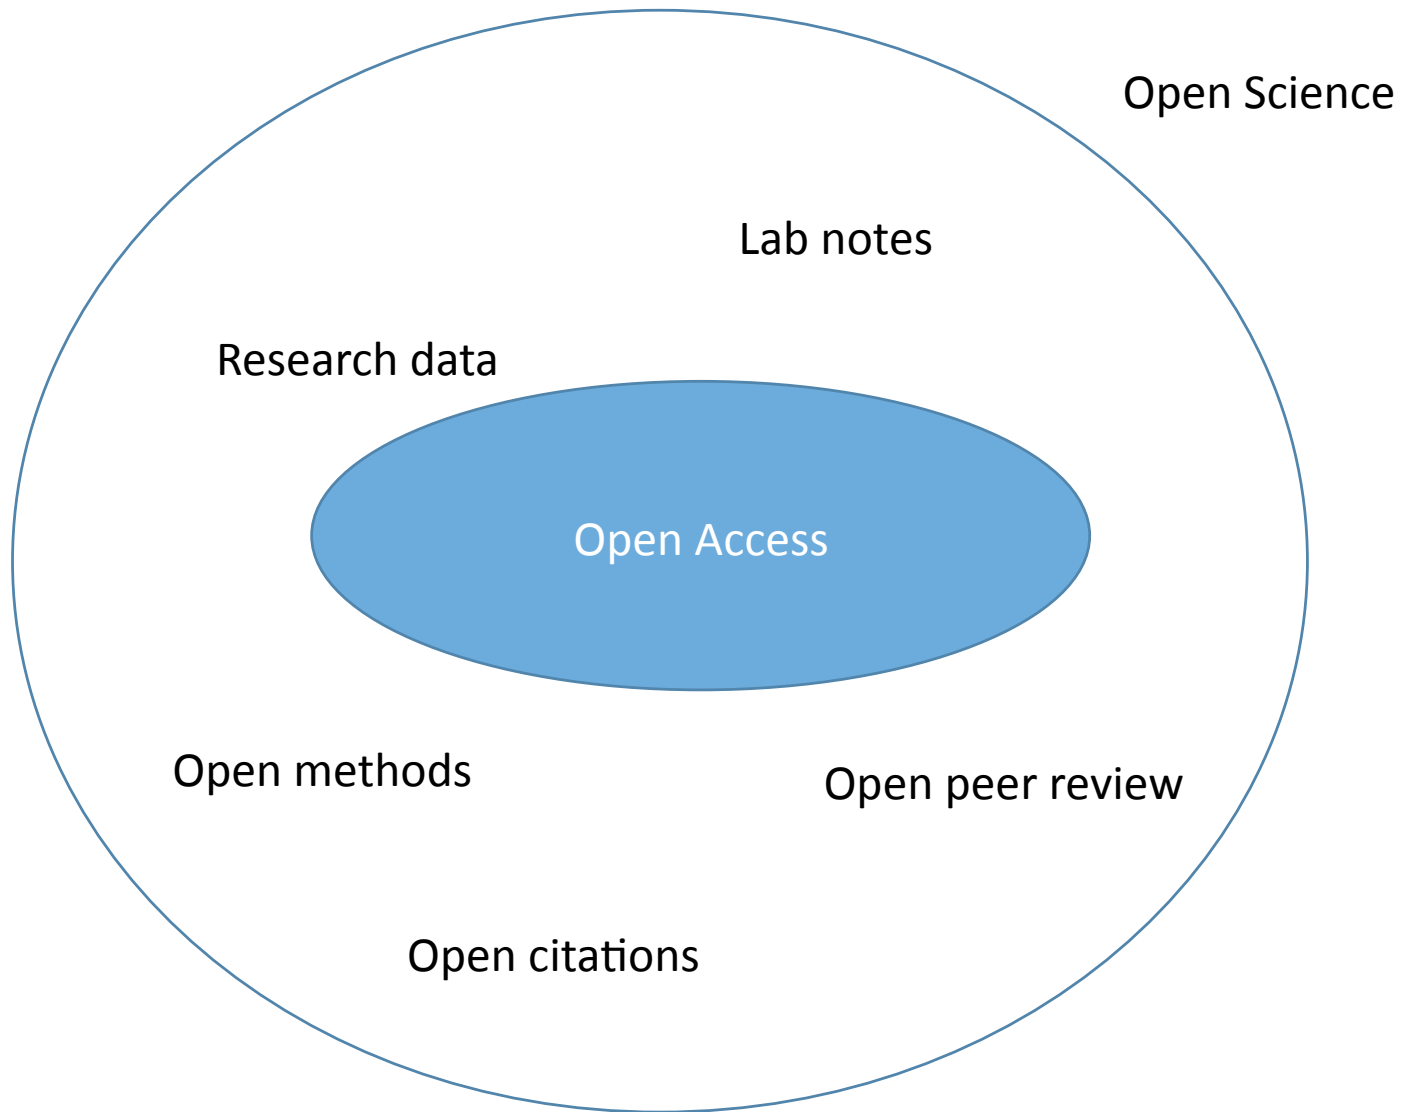 Open Science
Lab notes
Research data
Open Access
Open methods
Open peer review
Open citations